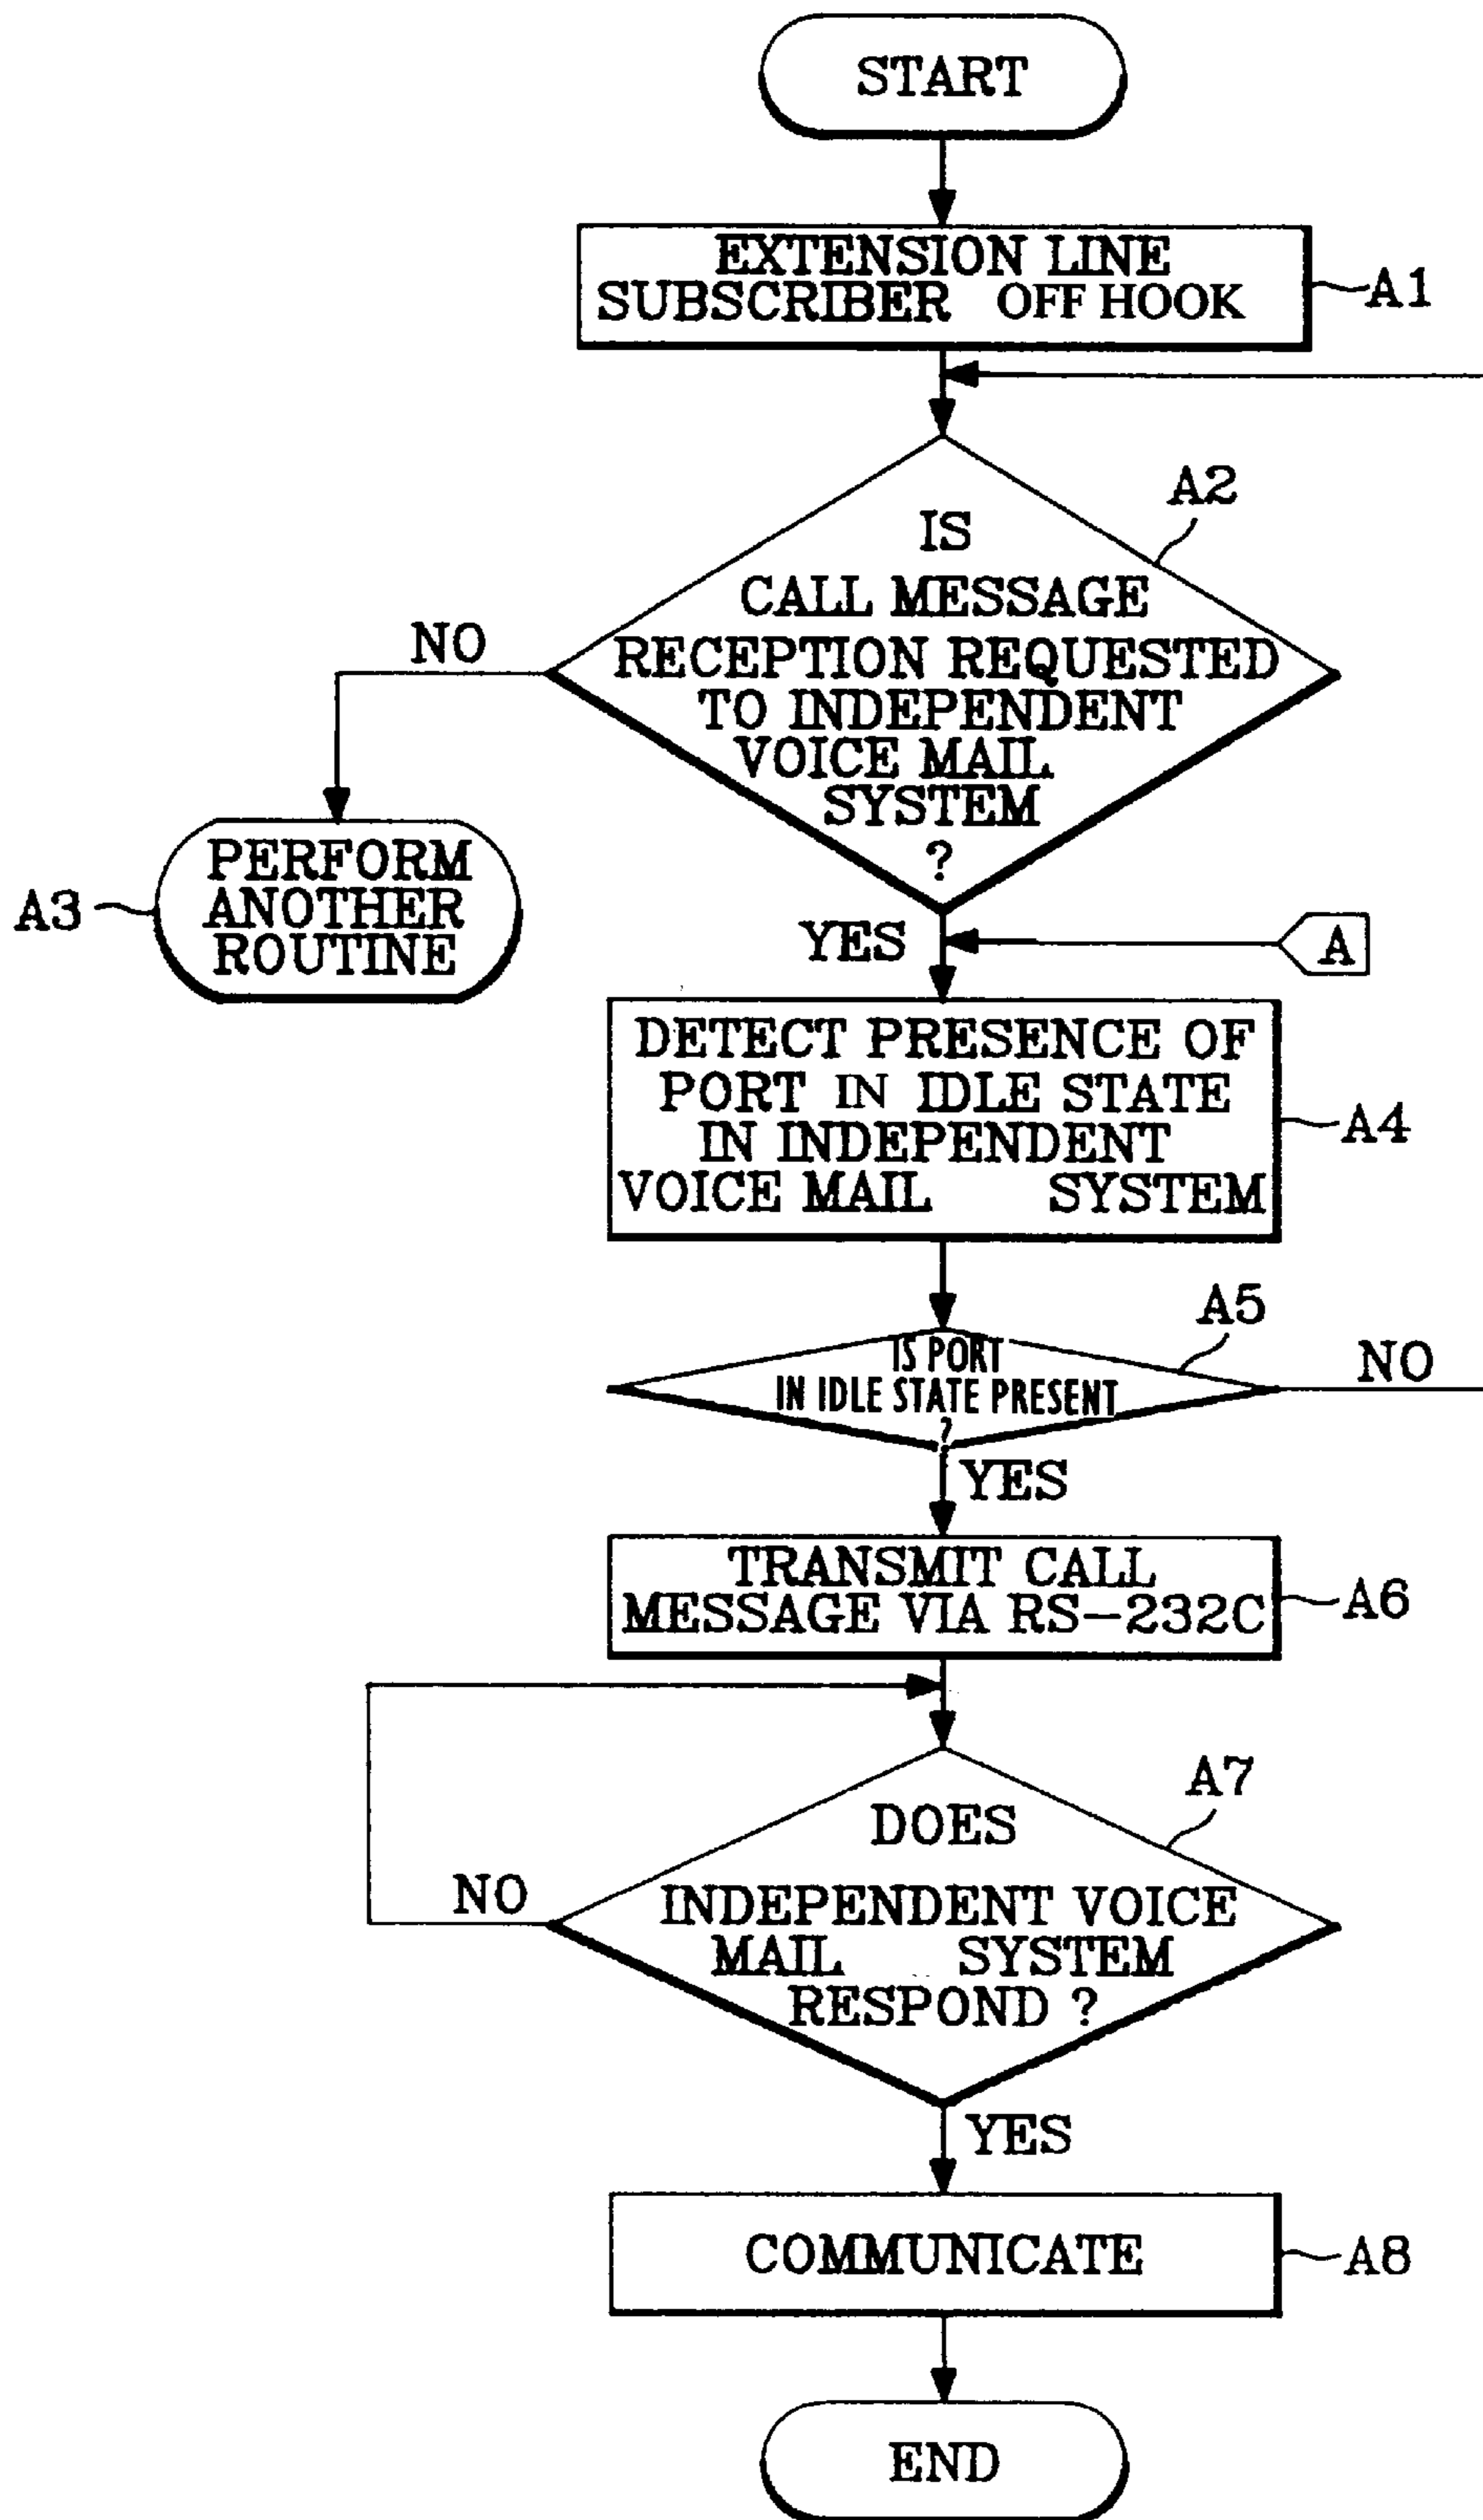 START
EXTENSION LINE
SUBSCRIBER OFF HOOK
A1
A2
IS
CALL MESSAGE
RECEPTION REQUESTED
TO INDEPENDENT
VOICE MAIL
SYSTEM
?
NO
A3
PERFORM
ANOTHER
ROUTINE
YES
A
DETECT PRESENCE OF
PORT IN IDLE STATE
IN INDEPENDENT
VOICE MAIL SYSTEM
A4
A5
IS PORT
IN IDLE STATE PRESENT
?
NO
YES
TRANSMIT CALL
MESSAGE VIA RS-232C
A6
A7
DOES
INDEPENDENT VOICE
MAIL SYSTEM
RESPOND ?
NO
YES
COMMUNICATE
A8
END